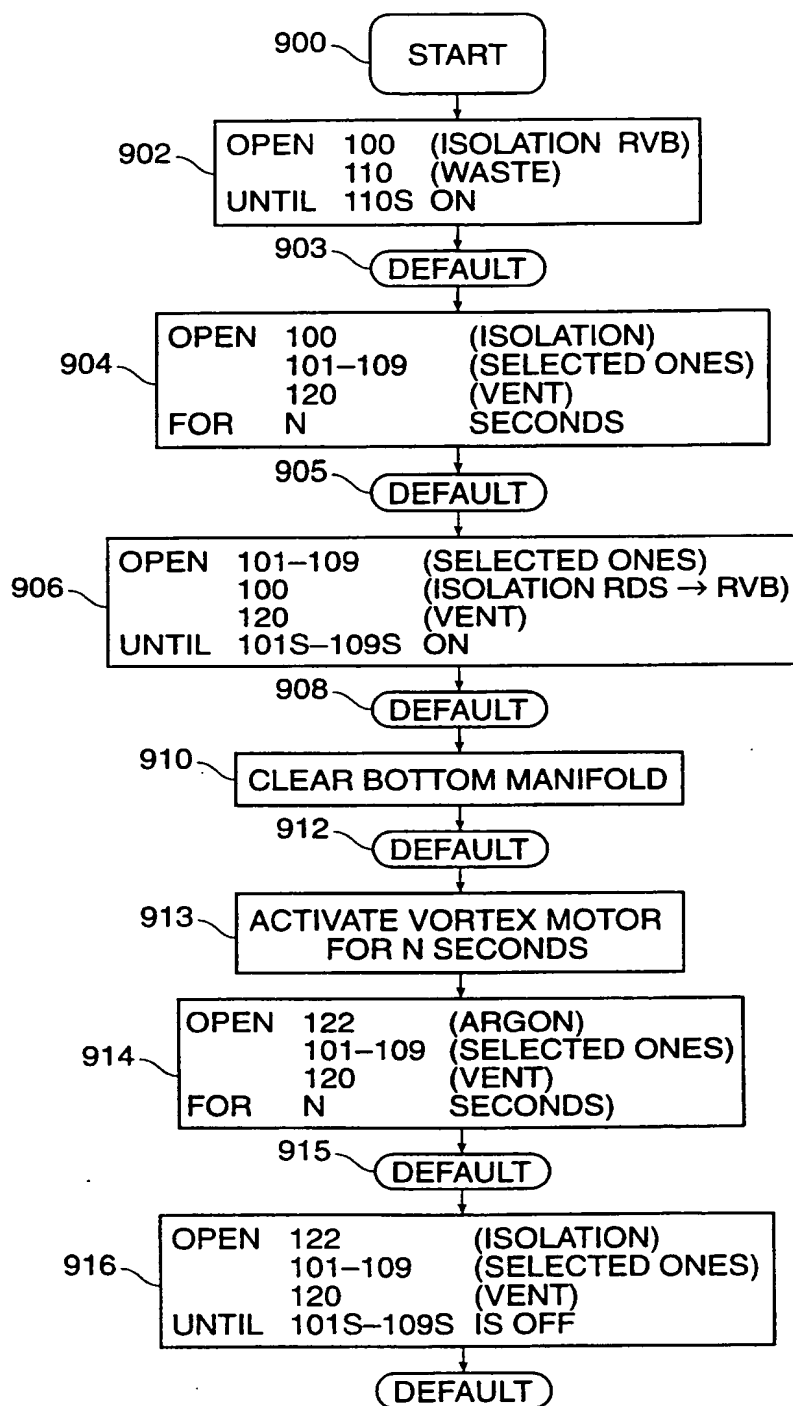 900
START
902
OPEN 100 (ISOLATION RVB)
110 (WASTE)
UNTIL 110S ON
903
DEFAULT
904
OPEN 100 (ISOLATION)
101–109 (SELECTED ONES)
120 (VENT)
FOR N SECONDS
905
DEFAULT
906
OPEN 101–109 (SELECTED ONES)
100 (ISOLATION RDS → RVB)
120 (VENT)
UNTIL 101S–109S ON
908
DEFAULT
910
CLEAR BOTTOM MANIFOLD
912
DEFAULT
913
ACTIVATE VORTEX MOTOR
FOR N SECONDS
914
OPEN 122 (ARGON)
101–109 (SELECTED ONES)
120 (VENT)
FOR N SECONDS)
915
DEFAULT
916
OPEN 122 (ISOLATION)
101–109 (SELECTED ONES)
120 (VENT)
UNTIL 101S–109S IS OFF
DEFAULT